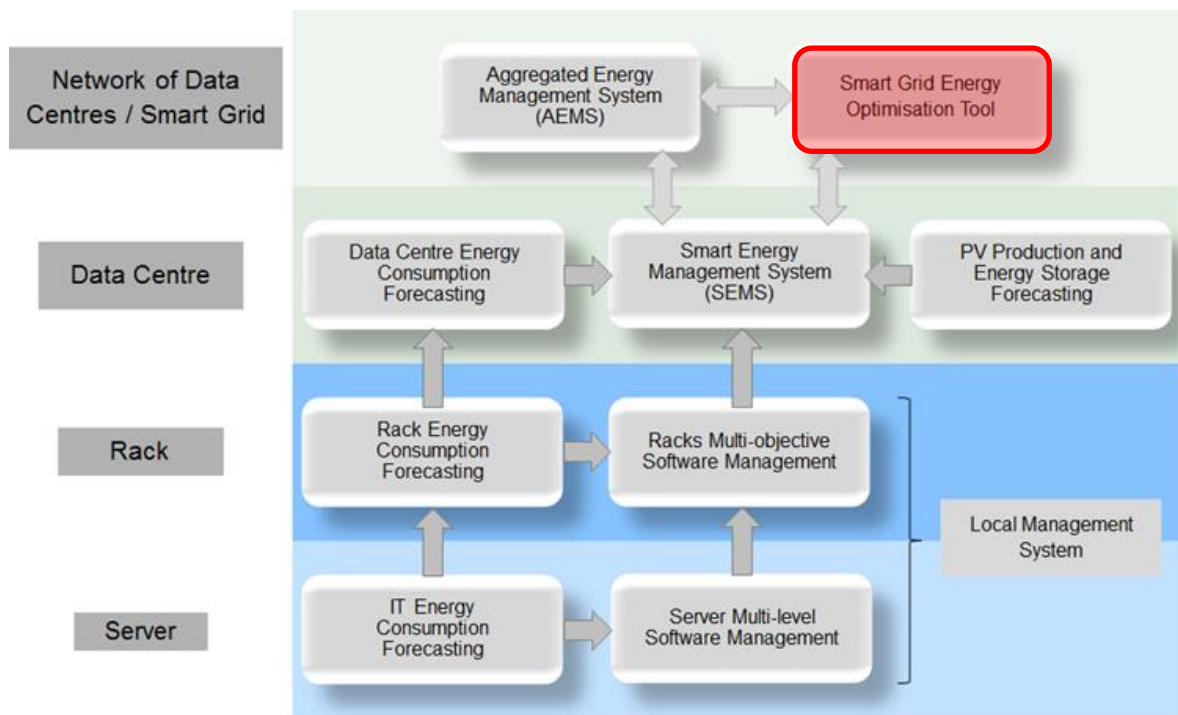 Network of Data
Centres / Smart Grid
Aggregated Energy
Management System
(AEMS)
Smart Grid Energy
Optimisation Tool
Data Centre
Data Centre Energy
Consumption
Forecasting
Smart Energy
Management System
(SEMS)
PV Production and
Energy Storage
Forecasting
Rack
Rack Energy
Consumption
Forecasting
Racks Multi-objective
Software Management
Local Management
System
Server
IT Energy
Consumption
Forecasting
Server Multi-level
Software Management